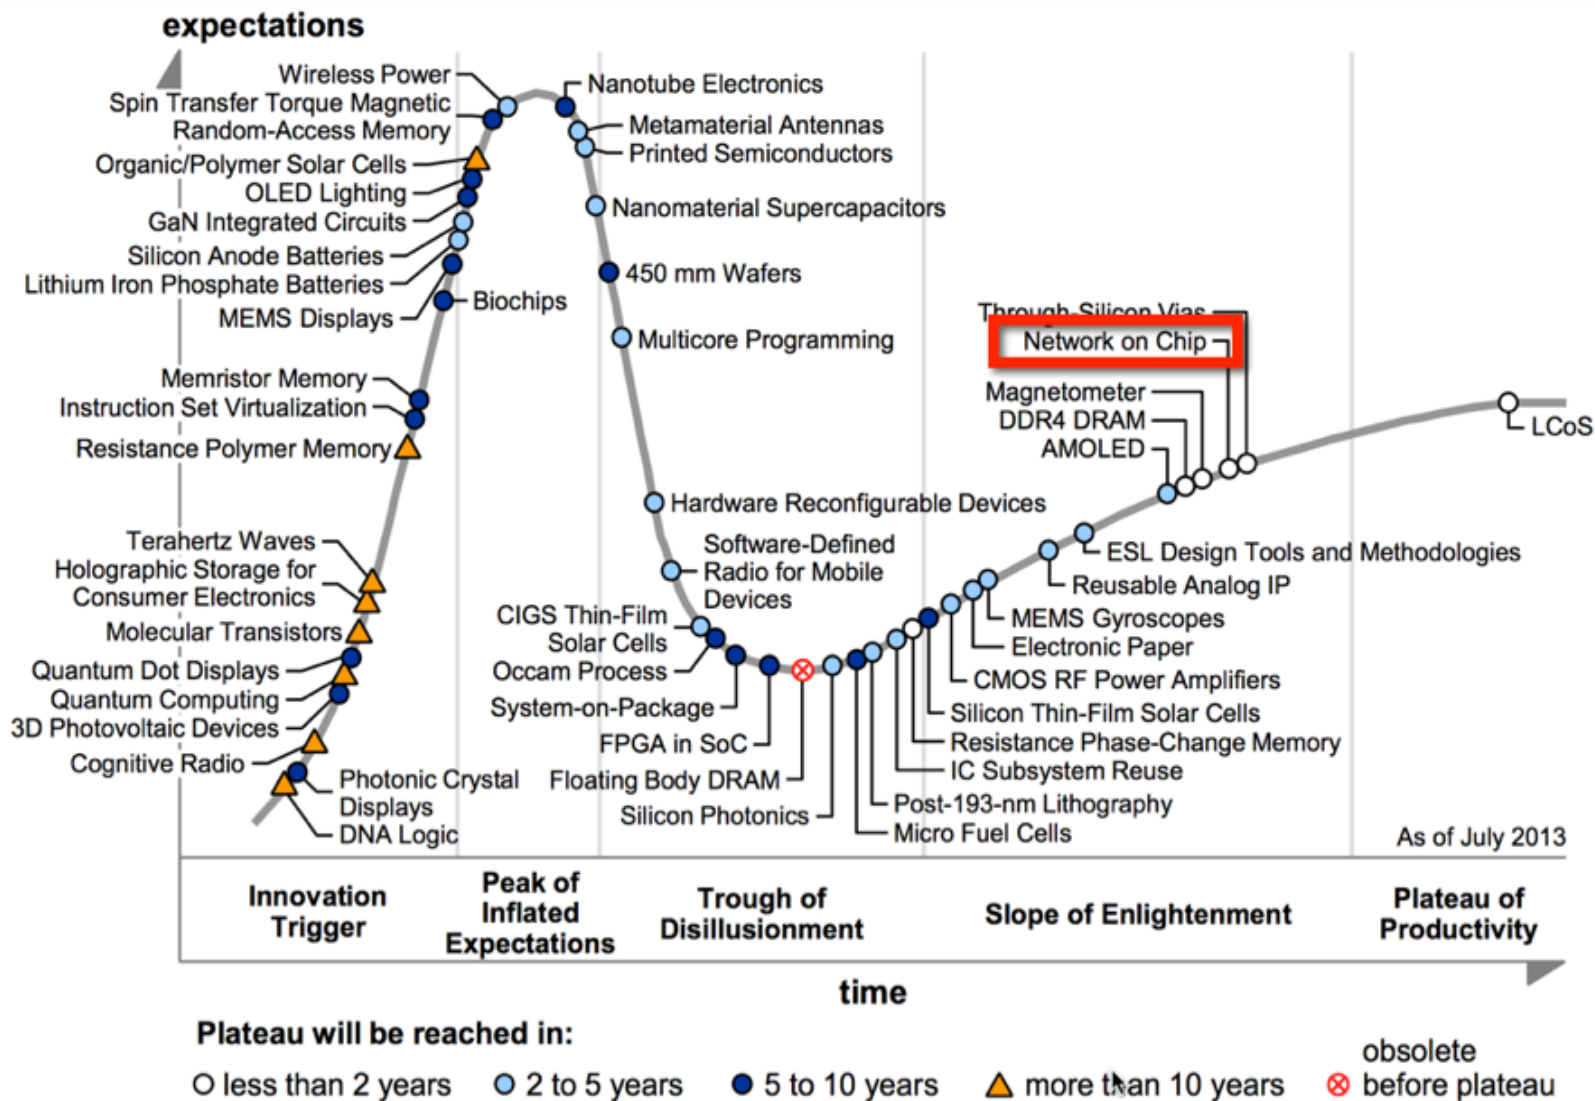 expectations
Wireless Power
Spin Transfer Torque Magnetic
Random-Access Memory
Organic/Polymer Solar Cells
OLED Lighting
GaN Integrated Circuits
Silicon Anode Batteries
Lithium Iron Phosphate Batteries
MEMS Displays
Biochips
Memristor Memory
Instruction Set Virtualization
Resistance Polymer Memory
Terahertz Waves
Holographic Storage for
Consumer Electronics
Molecular Transistors
Quantum Dot Displays
Quantum Computing
3D Photovoltaic Devices
Cognitive Radio
Photonic Crystal
Displays
DNA Logic
Nanotube Electronics
Metamaterial Antennas
Printed Semiconductors
Nanomaterial Supercapacitors
450 mm Wafers
Multicore Programming
Hardware Reconfigurable Devices
Software-Defined
Radio for Mobile
Devices
CIGS Thin-Film
Solar Cells
Occam Process
System-on-Package
FPGA in SoC
Floating Body DRAM
Silicon Photonics
Through-Silicon Vias
Network on Chip
Magnetometer
DDR4 DRAM
AMOLED
LCoS
ESL Design Tools and Methodologies
Reusable Analog IP
MEMS Gyroscopes
Electronic Paper
CMOS RF Power Amplifiers
Silicon Thin-Film Solar Cells
Resistance Phase-Change Memory
IC Subsystem Reuse
Post-193-nm Lithography
Micro Fuel Cells
As of July 2013
Innovation
Trigger
Peak of
Inflated
Expectations
Trough of
Disillusionment
Slope of Enlightenment
Plateau of
Productivity
time
Plateau will be reached in:
less than 2 years
2 to 5 years
5 to 10 years
more than 10 years
obsolete
before plateau